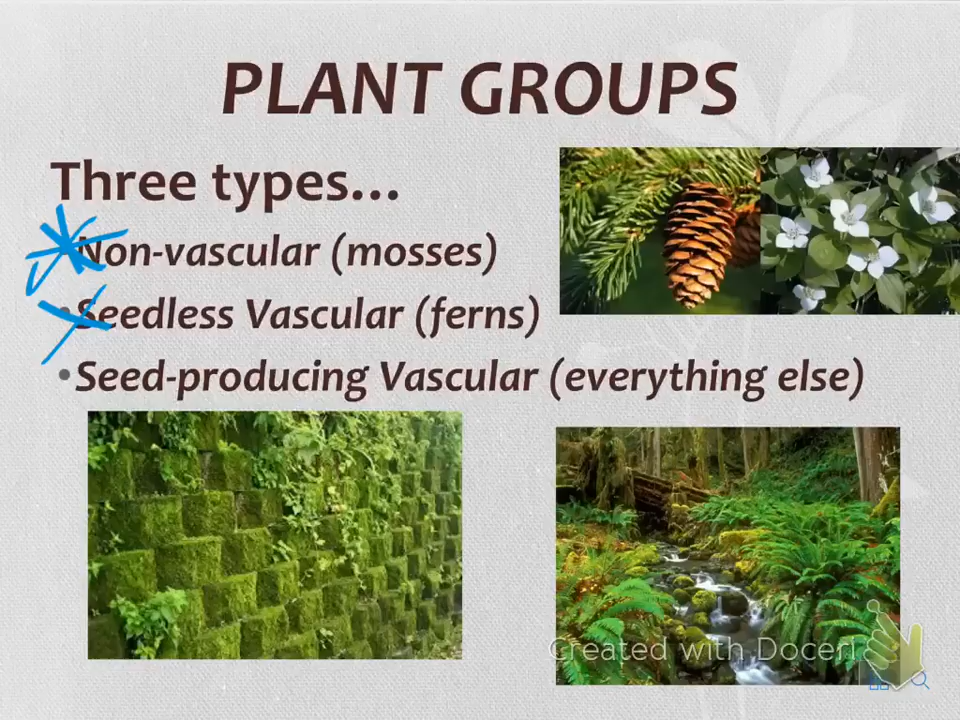 PLANT GROUPS
Three types...
Non-vascular (mosses)
• Seedless Vascular (ferns)
• Seed-producing Vascular (everything else)
Created with Doceri